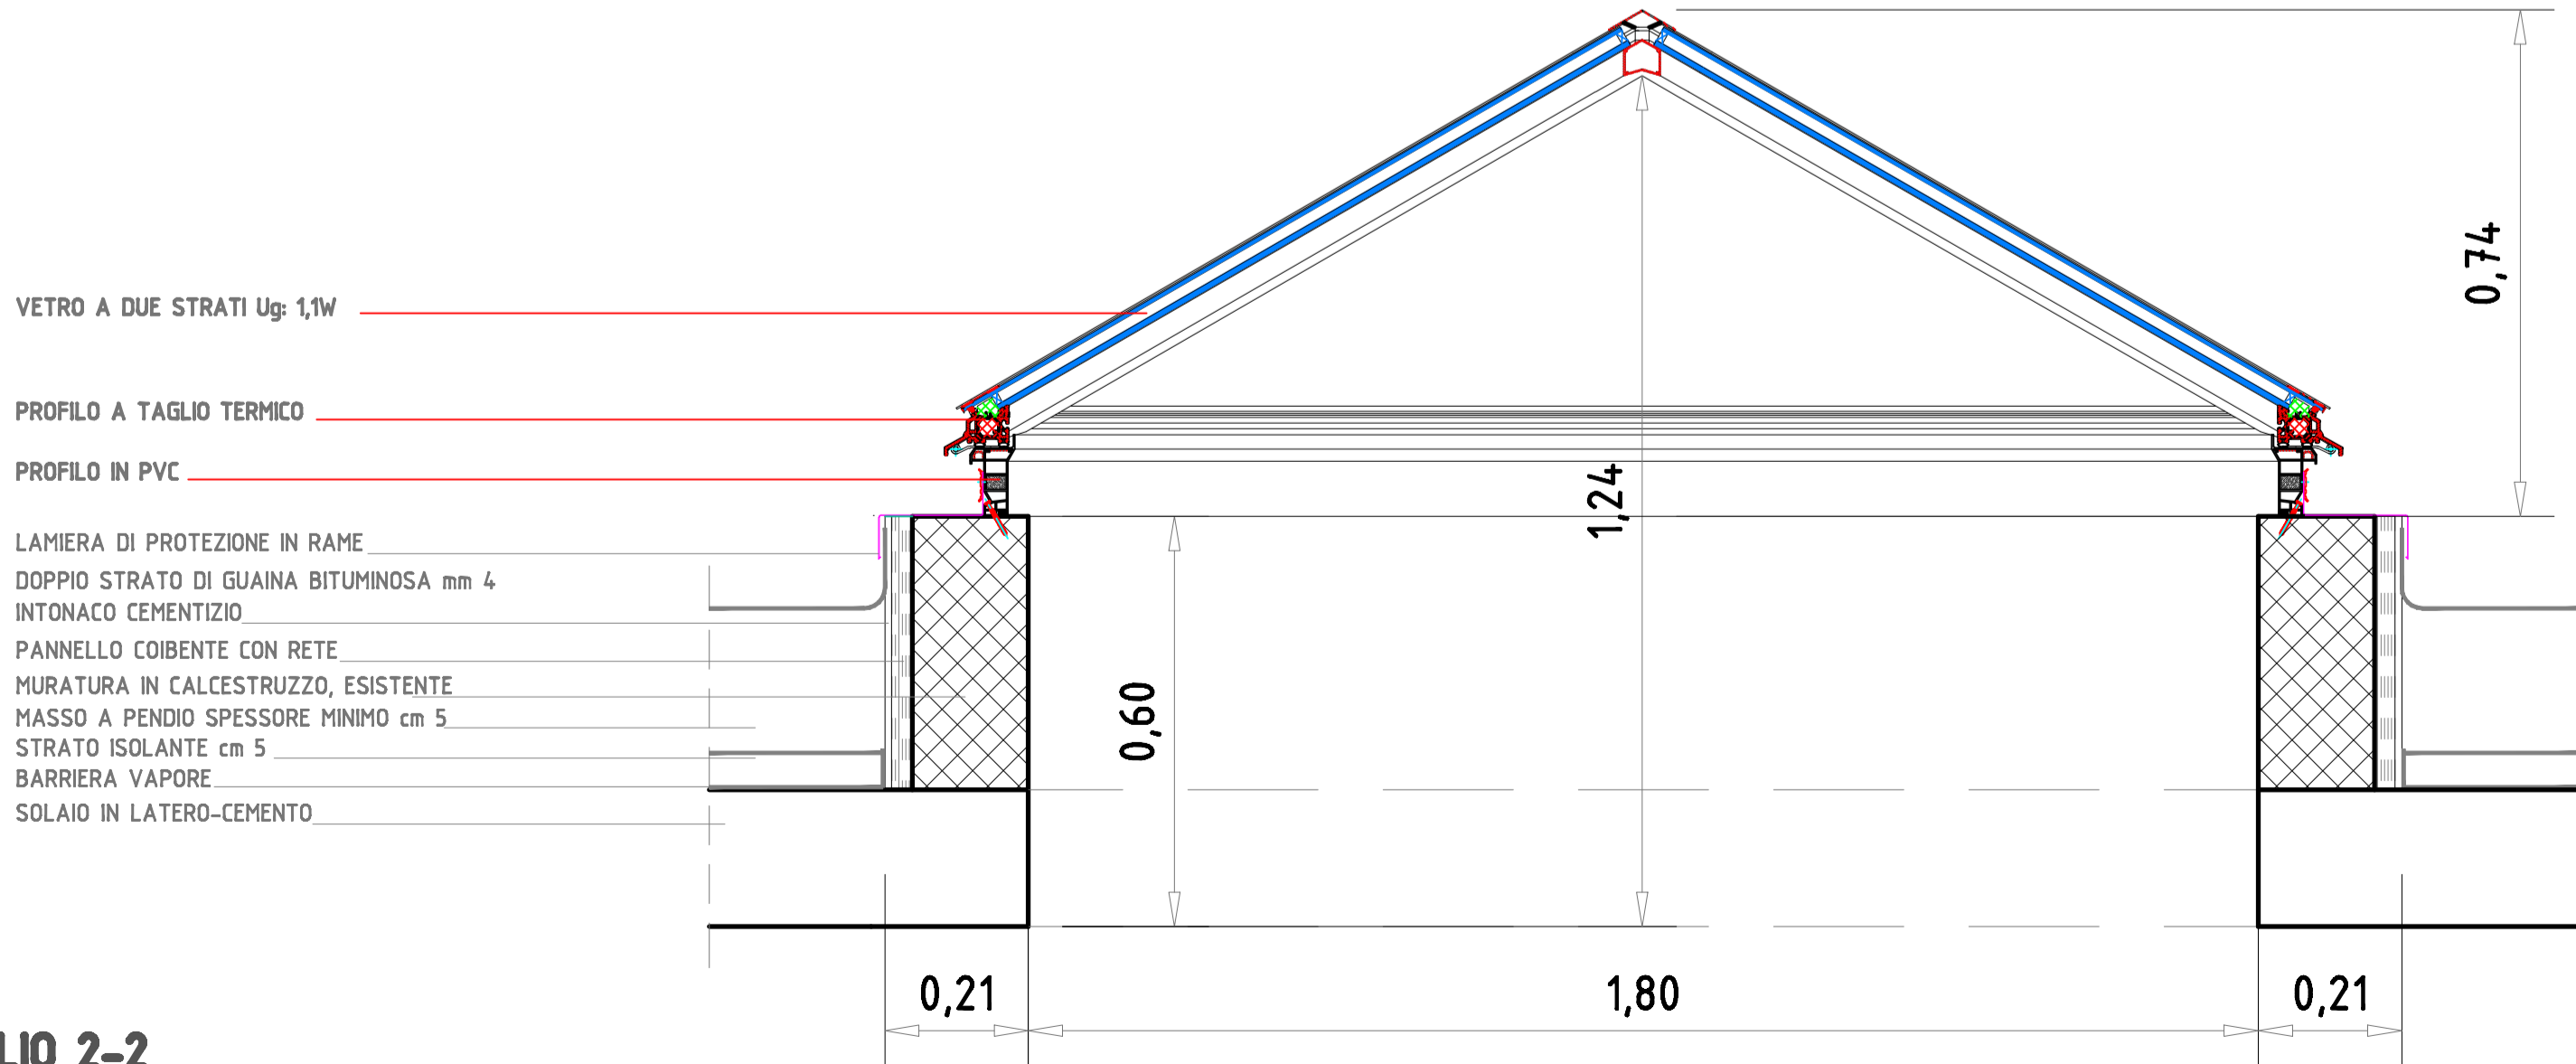 VETRO A DUE STRATI Ug: 1,1W
PROFILO A TAGLIO TERMICO
PROFILO IN PVC
LAMIERA DI PROTEZIONE IN RAME
DOPPIO STRATO DI GUAINA BITUMINOSA mm 4
INTONACO CEMENTIZIO
PANNELLO COIBENTE CON RETE
MURATURA IN CALCESTRUZZO, ESISTENTE
MASSO A PENDIO SPESSORE MINIMO cm 5
STRATO ISOLANTE cm 5
BARRIERA VAPORE
SOLAIO IN LATERO-CEMENTO
0,74
1,24
0,60
0,21
1,80
0,21
LIO 2-2